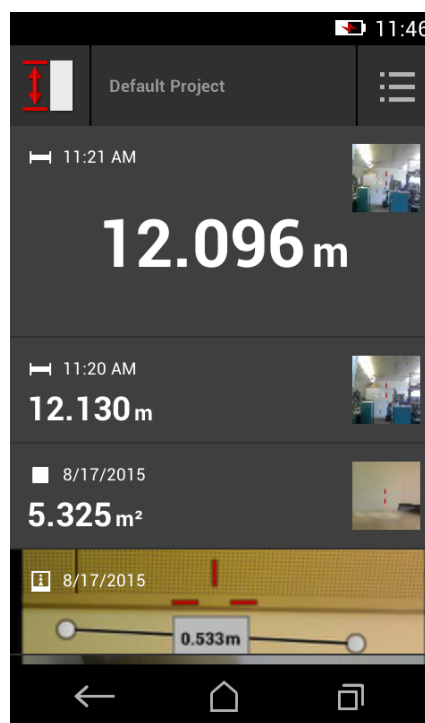 11:46
Default Project
11:21 AM
12.096 m
11:20 AM
12.130 m
8/17/2015
5.325 m²
8/17/2015
0.533m